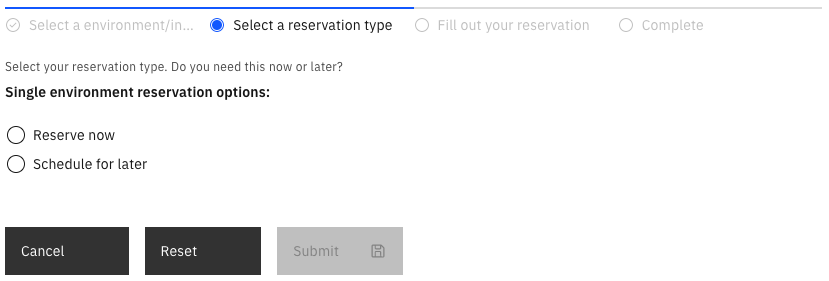 Select a environment/in...
Select a reservation type
Fill out your reservation
Complete
Select your reservation type. Do you need this now or later?
Single environment reservation options:
Reserve now
Schedule for later
Cancel
Reset
Submit